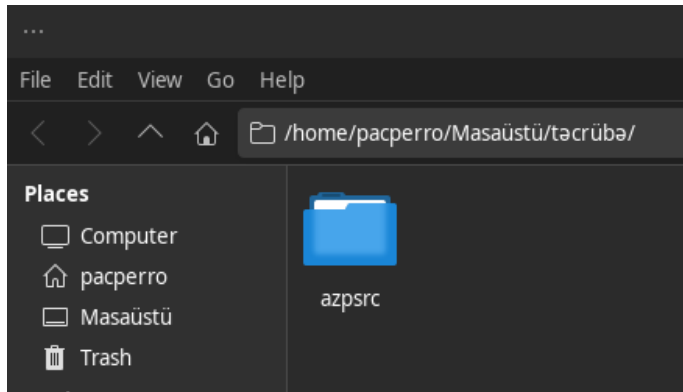 ...
File Edit View Go Help
/home/pacperro/Masaüstü/təcrübə/
Places
Computer
pacperro
Masaüstü
Trash
azpsrc